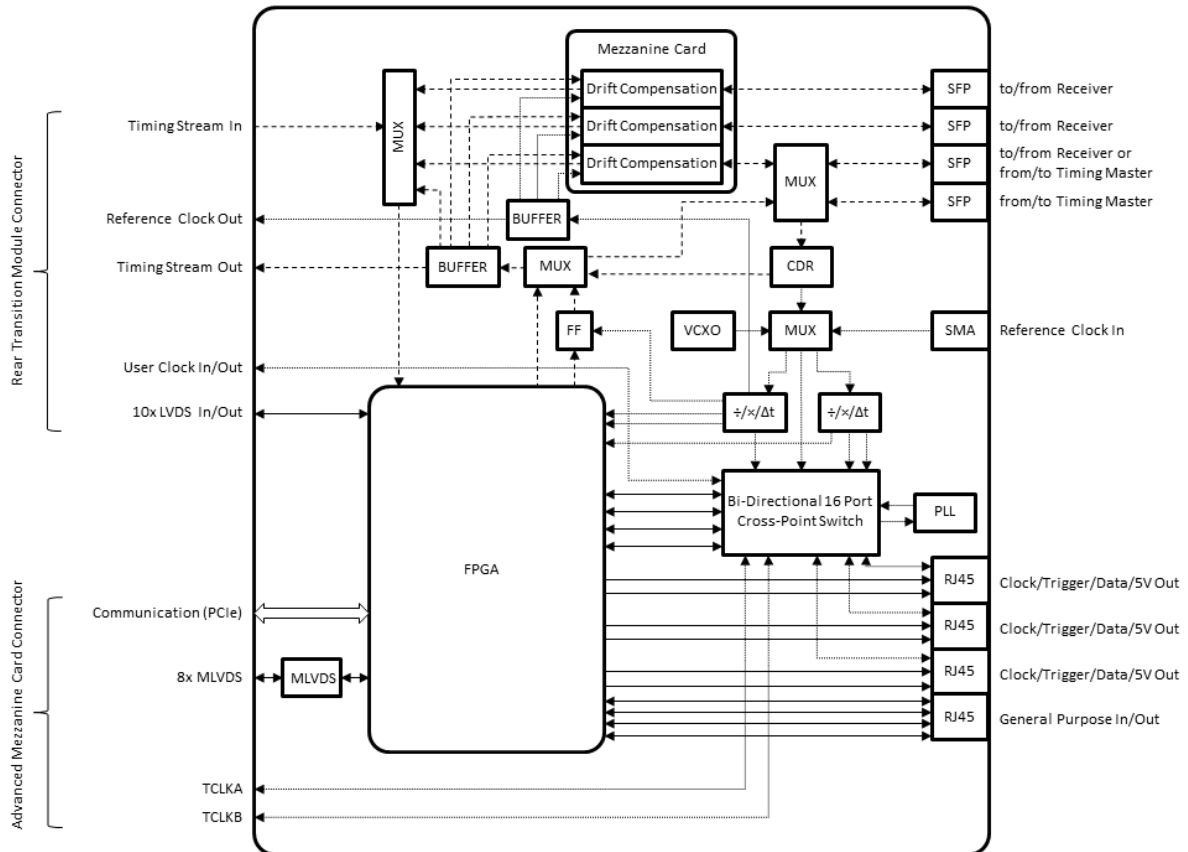 Mezzanine Card
Drift Compensation
SFP
to/from Receiver
Timing Stream In
MUX
Drift Compensation
SFP
to/from Receiver
Drift Compensation
MUX
SFP
to/from Receiver or
from/to Timing Master
Reference Clock Out
BUFFER
SFP
from/to Timing Master
Timing Stream Out
BUFFER
MUX
CDR
FF
VCXO
MUX
SMA
Reference Clock In
User Clock In/Out
10x LVDS In/Out
÷/×/Δt
÷/×/Δt
Rear Transition Module Connector
Bi-Directional 16 Port
Cross-Point Switch
PLL
FPGA
RJ45
Clock/Trigger/Data/5V Out
Communication (PCIe)
RJ45
Clock/Trigger/Data/5V Out
8x MLVDS
MLVDS
RJ45
Clock/Trigger/Data/5V Out
RJ45
General Purpose In/Out
TCLKA
TCLKB
Advanced Mezzanine Card Connector